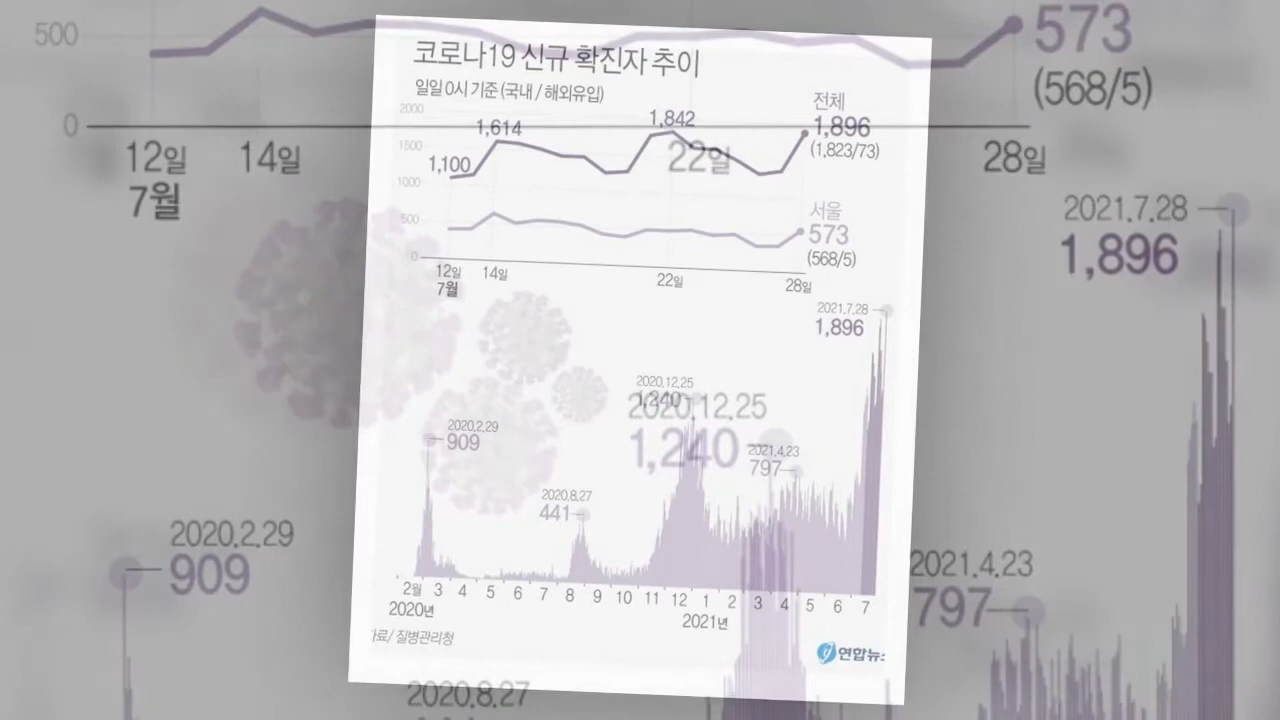 500
573
(568/5)
0
12일
14일
22일
28일
7월
2021.7.28
1,896
2020.12.25
1,240
2020.2.29
909
2021.4.23
797
2020.8.27
코로나19 신규 확진자 추이
일일 0시 기준 (국내 / 해외유입)
2000
1,842
전체
1,614
1,896
1500
(1,823/73)
1,100
1000
서울
500
573
(568/5)
0
12일
14일
22일
28일
7월
2021.7.28
1,896
2020.12.25
1,240
2020.2.29
909
2021.4.23
797
2020.8.27
441
2월 3 4 5 6 7 8 9 10 11 12 1 2 3 4 5 6 7
2020년
2021년
자료/ 질병관리청
연합뉴스